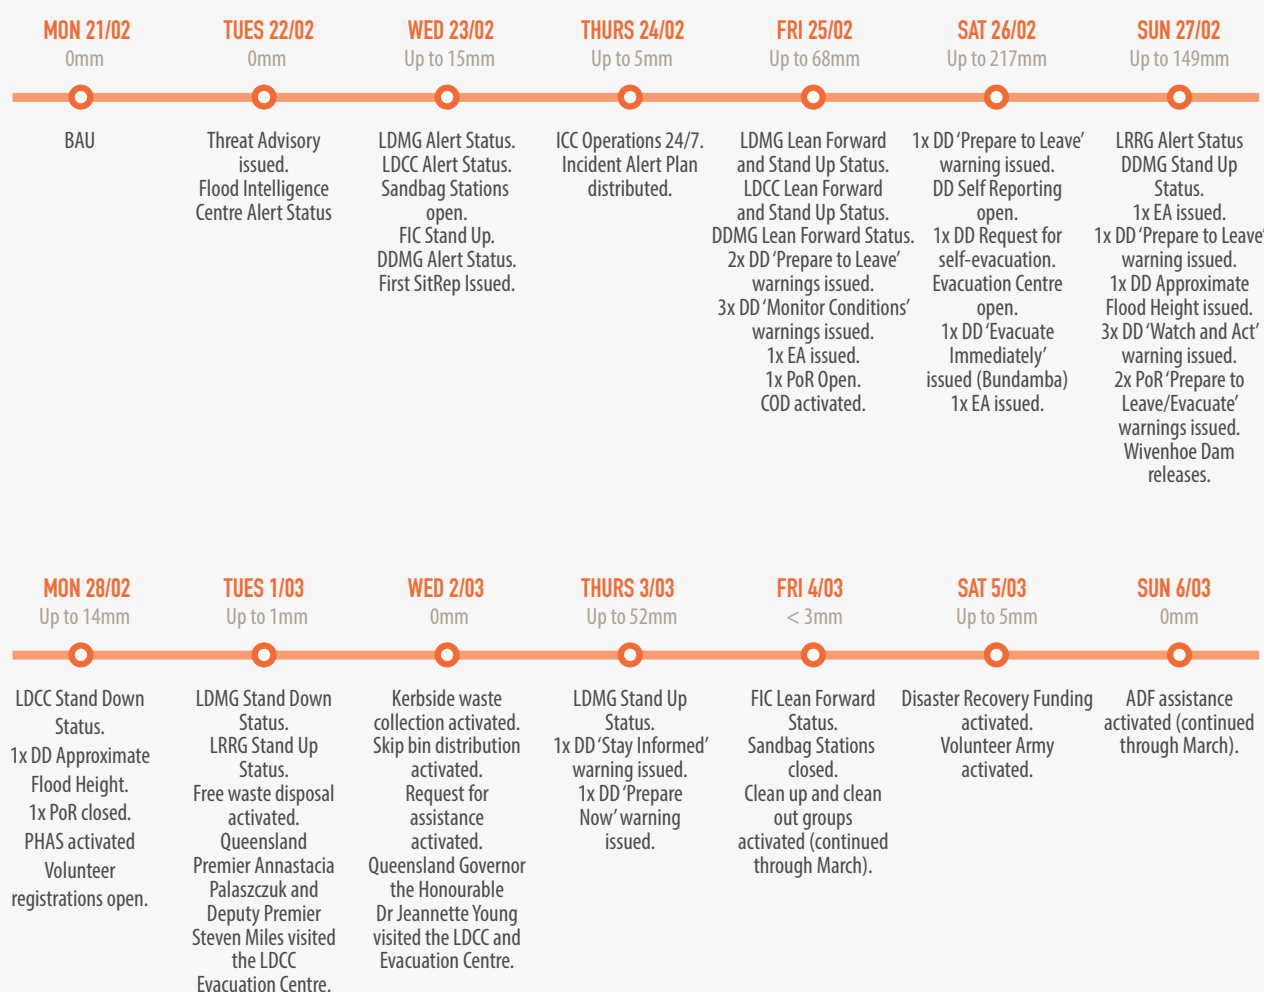 MON 21/02
0mm
BAU
TUES 22/02
0mm
Threat Advisory
issued.
Flood Intelligence
Centre Alert Status
WED 23/02
Up to 15mm
LDMG Alert Status.
LDCC Alert Status.
Sandbag Stations
open.
FIC Stand Up.
DDMG Alert Status.
First SitRep Issued.
THURS 24/02
Up to 5mm
ICC Operations 24/7.
Incident Alert Plan
distributed.
FRI 25/02
Up to 68mm
LDMG Lean Forward
and Stand Up Status.
LDCC Lean Forward
and Stand Up Status.
DDMG Lean Forward Status.
2x DD ‘Prepare to Leave’
warnings issued.
3x DD ‘Monitor Conditions’
warnings issued.
1x EA issued.
1x PoR Open.
COD activated.
SAT 26/02
Up to 217mm
1x DD ‘Prepare to Leave’
warning issued.
DD Self Reporting
open.
1x DD Request for
self-evacuation.
Evacuation Centre
open.
1x DD ‘Evacuate
Immediately’
issued (Bundamba)
1x EA issued.
SUN 27/02
Up to 149mm
LRRG Alert Status
DDMG Stand Up
Status.
1x EA issued.
1x DD ‘Prepare to Leave’
warning issued.
1x DD Approximate
Flood Height issued.
3x DD ‘Watch and Act’
warning issued.
2x PoR ‘Prepare to
Leave/Evacuate’
warnings issued.
Wivenhoe Dam
releases.
MON 28/02
Up to 14mm
LDCC Stand Down
Status.
1x DD Approximate
Flood Height.
1x PoR closed.
PHAS activated
Volunteer
registrations open.
TUES 1/03
Up to 1mm
LDMG Stand Down
Status.
LRRG Stand Up
Status.
Free waste disposal
activated.
Queensland
Premier Annastacia
Palaszczuk and
Deputy Premier
Steven Miles visited
the LDCC
Evacuation Centre.
WED 2/03
0mm
Kerbside waste
collection activated.
Skip bin distribution
activated.
Request for
assistance
activated.
Queensland Governor
the Honourable
Dr Jeannette Young
visited the LDCC and
Evacuation Centre.
THURS 3/03
Up to 52mm
LDMG Stand Up
Status.
1x DD ‘Stay Informed’
warning issued.
1x DD ‘Prepare
Now’ warning
issued.
FRI 4/03
< 3mm
FIC Lean Forward
Status.
Sandbag Stations
closed.
Clean up and clean
out groups
activated (continued
through March).
SAT 5/03
Up to 5mm
Disaster Recovery Funding
activated.
Volunteer Army
activated.
SUN 6/03
0mm
ADF assistance
activated (continued
through March).